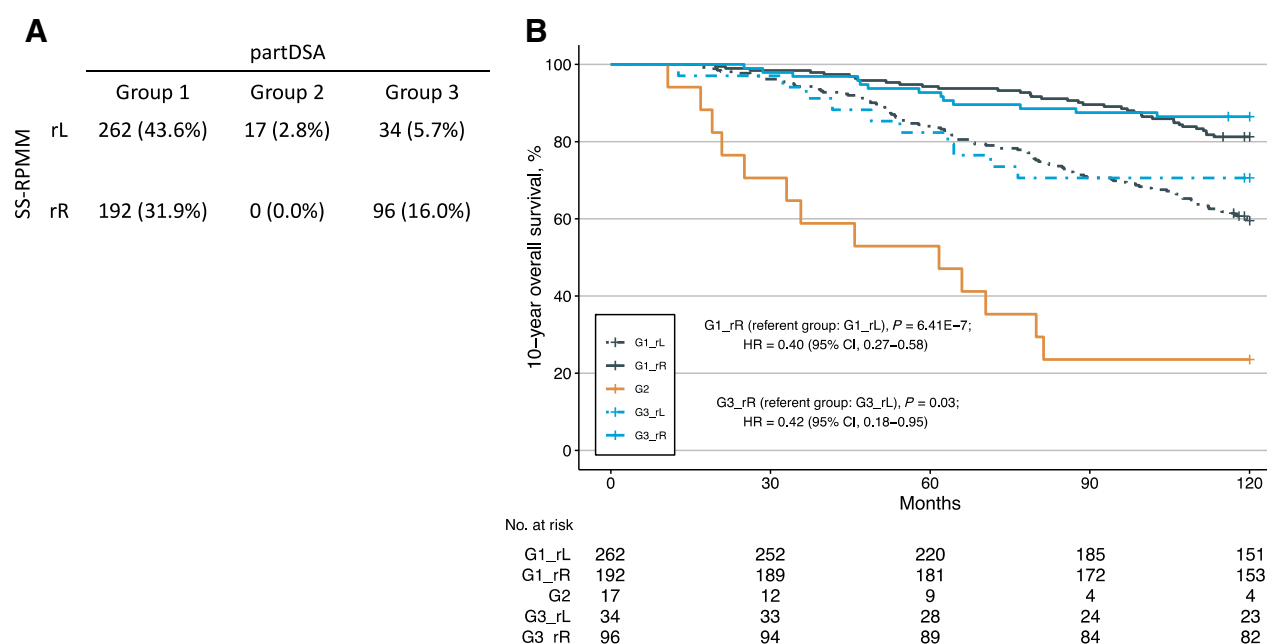 A
partDSA
Group 1 Group 2 Group 3
SS-RPMM
rL 262 (43.6%) 17 (2.8%) 34 (5.7%)
rR 192 (31.9%) 0 (0.0%) 96 (16.0%)
B
10–year overall survival, %
100
80
60
40
20
0
G1_rL
G1_rR
G2
G3_rL
G3_rR
G1_rR (referent group: G1_rL), P = 6.41E−7;
HR = 0.40 (95% CI, 0.27–0.58)
G3_rR (referent group: G3_rL), P = 0.03;
HR = 0.42 (95% CI, 0.18–0.95)
0 30 60 90 120
Months
No. at risk
G1_rL 262 252 220 185 151
G1_rR 192 189 181 172 153
G2 17 12 9 4 4
G3_rL 34 33 28 24 23
G3_rR 96 94 89 84 82